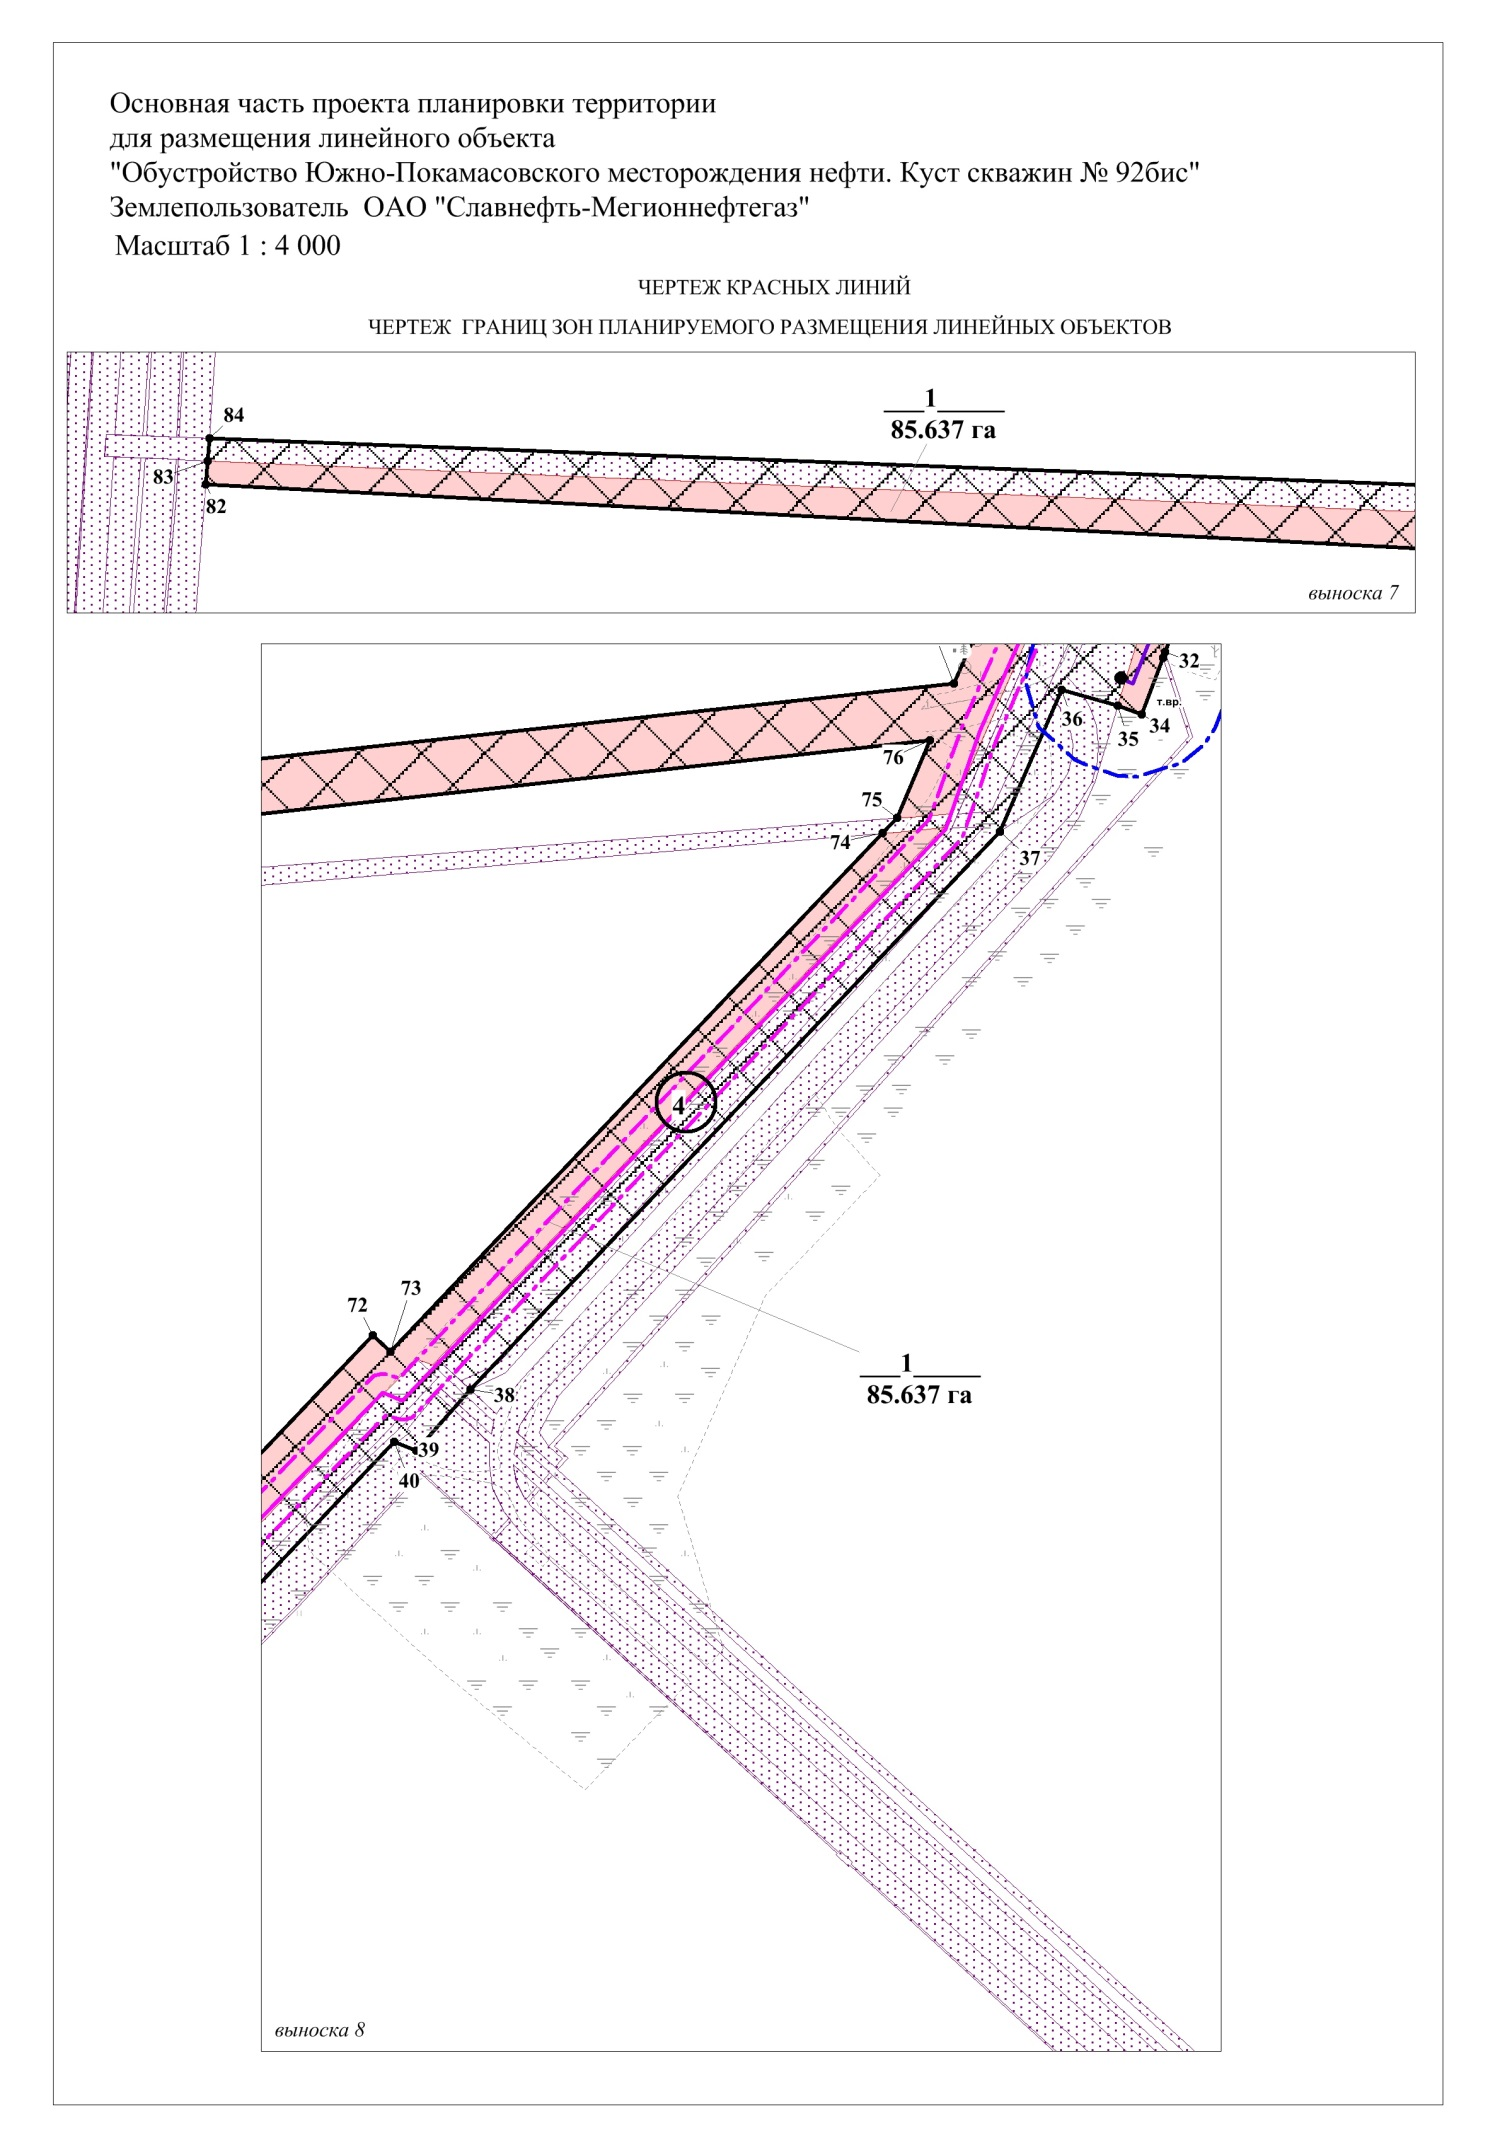 Основная часть проекта планировки территории
для размещения линейного объекта
"Обустройство Южно-Покамасовского месторождения нефти. Куст скважин № 92бис"
Землепользователь ОАО "Славнефть-Мегионнефтегаз"
Масштаб 1 : 4 000
ЧЕРТЕЖ КРАСНЫХ ЛИНИЙ
ЧЕРТЕЖ ГРАНИЦ ЗОН ПЛАНИРУЕМОГО РАЗМЕЩЕНИЯ ЛИНЕЙНЫХ ОБЪЕКТОВ
84
1
85.637 га
83
82
выноска 7
32
т.вр.
36
34
35
76
75
74
37
4
73
72
1
85.637 га
38
39
40
выноска 8